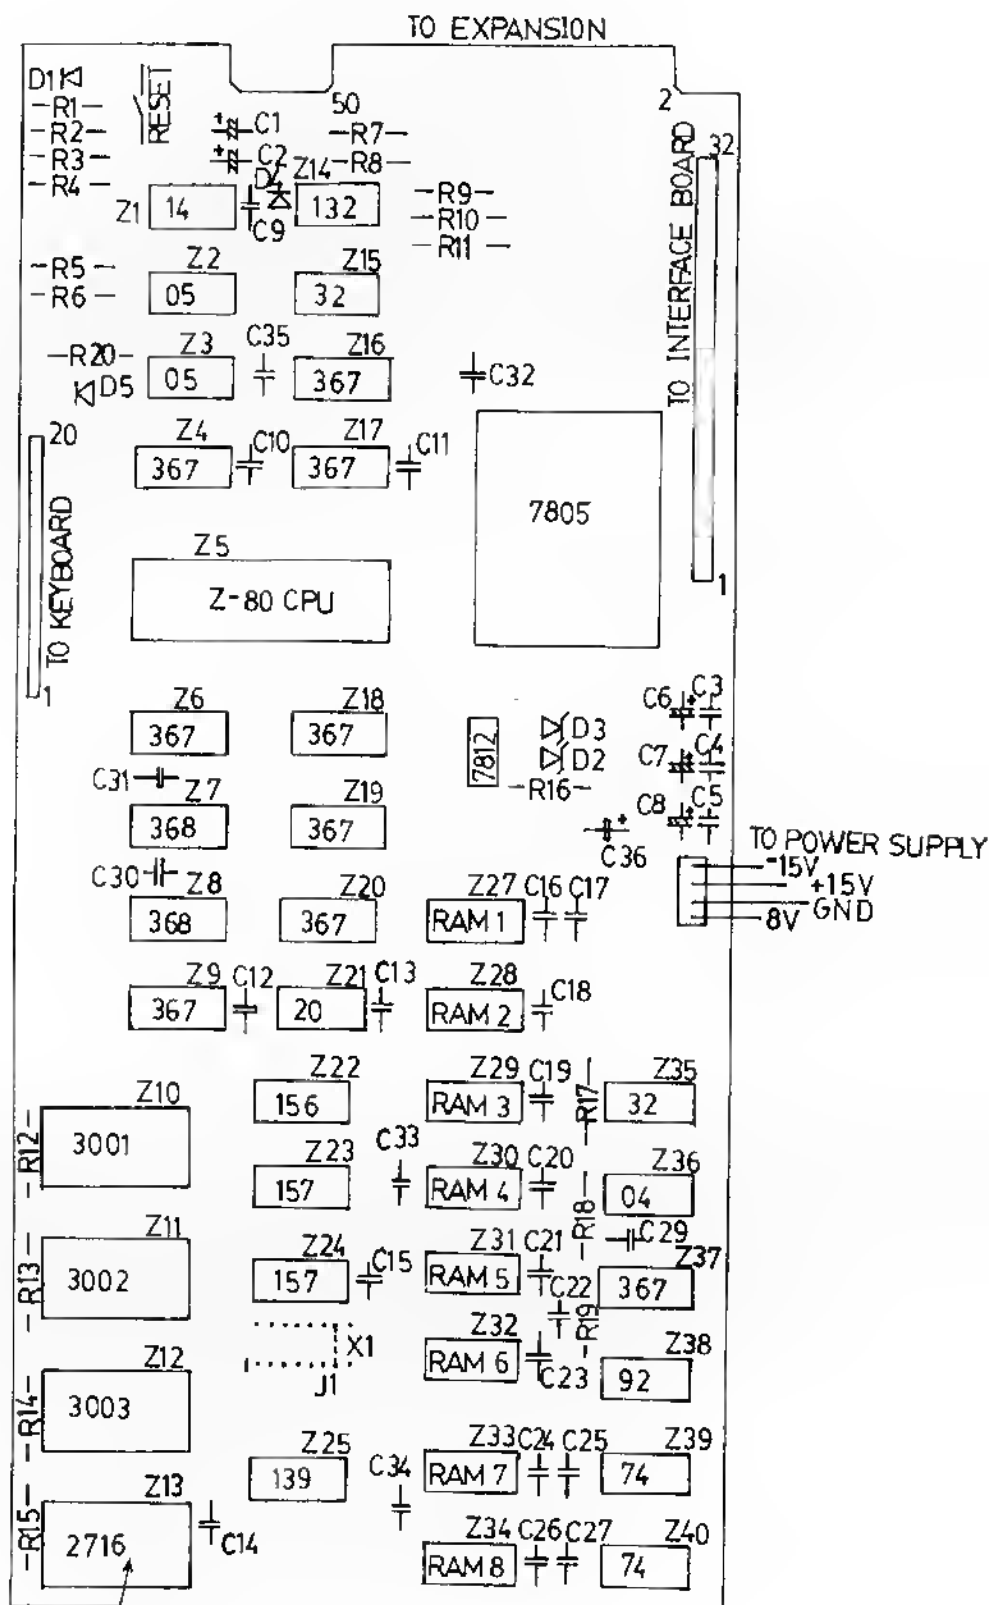 TO EXPANSION
D1
RESET
R1
50
2
R2
C1
R7
R3
C2
R8
32
R4
D4
Z14
R9
Z1
14
C9
132
R10
R11
TO INTERFACE BOARD
R5
Z2
Z15
R6
05
32
R20
Z3
C35
Z16
D5
05
367
C32
20
Z4
C10
Z17
C11
367
367
7805
TO KEYBOARD
Z5
Z-80 CPU
1
1
Z6
Z18
C6
C3
367
367
7812
D3
D2
C7
C4
C31
R16
Z7
Z19
C8
C5
368
367
C36
TO POWER SUPPLY
-15V
+15V
GND
8V
C30
Z8
Z20
Z27
C16
C17
368
367
RAM 1
Z9
C12
Z21
C13
Z28
C18
367
20
RAM 2
Z22
Z29
C19
R17
Z35
156
RAM 3
32
Z10
R12
3001
Z23
C33
Z30
C20
Z36
157
RAM 4
04
R18
C29
Z11
Z24
C15
Z31
C21
Z37
R13
3002
157
RAM 5
367
C22
R19
X1
J1
Z32
C23
Z38
RAM 6
92
Z12
R14
3003
Z25
C34
Z33
C24
C25
Z39
139
RAM 7
74
Z13
R15
2716
C14
Z34
C26
C27
Z40
RAM 8
74